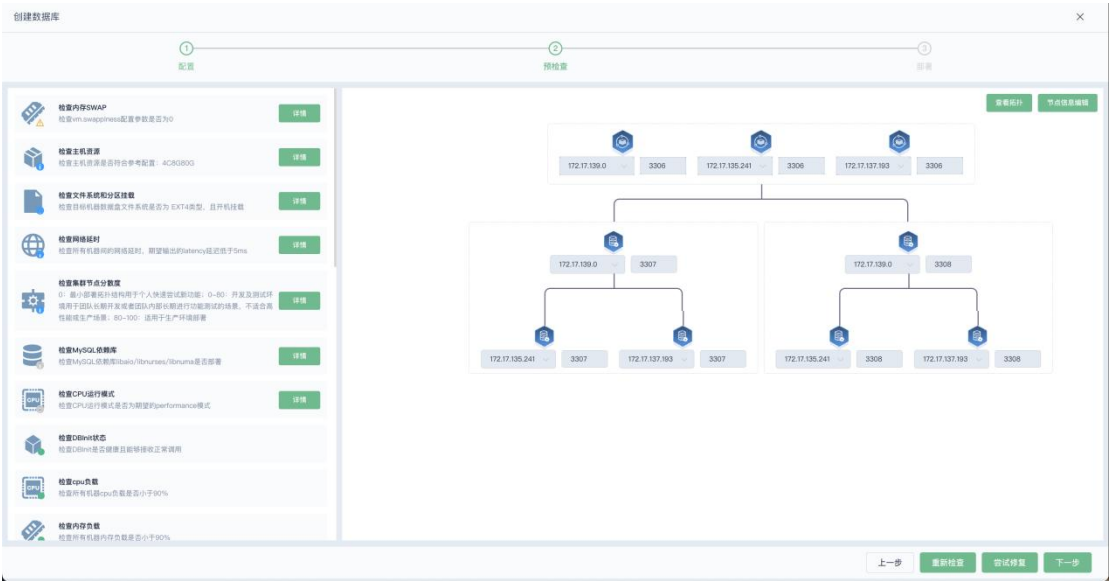 创建数据库
1
2
3
配置
预检查
部署
检查内存SWAP
检查vm.swappiness配置参数是否为0
详情
检查主机资源
检查主机资源是否符合参考配置：4C8G80G
详情
检查文件系统和分区挂载
检查目标机器数据盘文件系统是否为 EXT4类型，且开机挂载
详情
检查网络延时
检查所有机器间的网络延时，期望输出的latency延迟低于5ms
详情
检查集群节点分数度
0：最小部署拓扑结构用于个人快速尝试新功能；0~80：开发及测试环
境用于团队长期开发或者团队内部长期进行功能测试的场景，不适合高
性能或生产场景；80~100：适用于生产环境部署
详情
检查MySQL依赖库
检查MySQL依赖库libaio/libnurses/libnuma是否部署
详情
CPU
检查CPU运行模式
检查CPU运行模式是否为期望的performance模式
详情
检查DBinit状态
检查DBinit是否健康且能够接收正常调用
CPU
检查cpu负载
检查所有机器cpu负载是否小于90%
检查内存负载
检查所有机器内存负载是否小于90%
查看拓扑
节点信息编辑
172.17.139.0 3306 172.17.135.241 3306 172.17.137.193 3306
172.17.139.0 3307
172.17.139.0 3308
172.17.135.241 3307 172.17.137.193 3307
172.17.135.241 3308 172.17.137.193 3308
上一步
重新检查
尝试修复
下一步